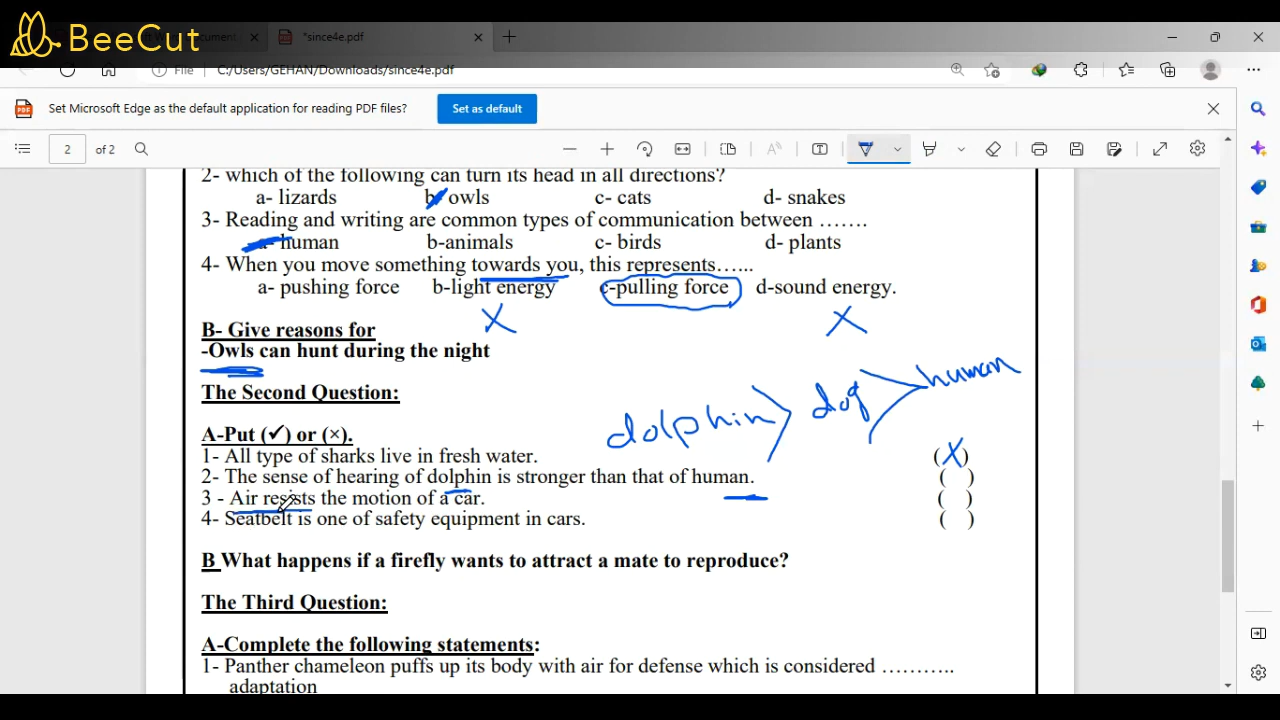 BeeCut
*since4e.pdf
File C:/Users/GEHAN/Downloads/since4e.pdf
Set Microsoft Edge as the default application for reading PDF files? Set as default
2 of 2
2- which of the following can turn its head in all directions?
a- lizards b- owls c- cats d- snakes
3- Reading and writing are common types of communication between …….
a- human b-animals c- birds d- plants
4- When you move something towards you, this represents…...
a- pushing force b-light energy c-pulling force d-sound energy.
X X
B- Give reasons for
-Owls can hunt during the night
The Second Question:
dolphin > dog > human
A-Put (✓) or (×).
1- All type of sharks live in fresh water. (X)
2- The sense of hearing of dolphin is stronger than that of human. ( )
3 - Air resists the motion of a car. ( )
4- Seatbelt is one of safety equipment in cars. ( )
B What happens if a firefly wants to attract a mate to reproduce?
The Third Question:
A-Complete the following statements:
1- Panther chameleon puffs up its body with air for defense which is considered ………..
adaptation